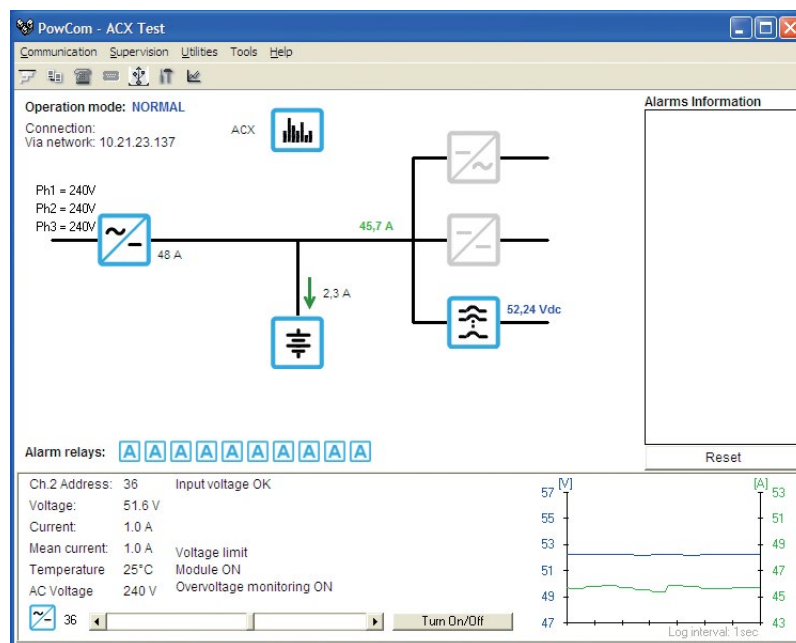 PowCom - ACX Test
Communication Supervision Utilities Tools Help
Operation mode: NORMAL
Connection:
Via network: 10.21.23.137
ACX
Alarms Information
Ph1 = 240V
Ph2 = 240V
Ph3 = 240V
48 A
45,7 A
2,3 A
52,24 Vdc
Alarm relays: A A A A A A A A A A
Reset
Ch.2 Address: 36 Input voltage OK
Voltage: 51.6 V
Current: 1.0 A
Mean current: 1.0 A Voltage limit
Temperature 25°C Module ON
AC Voltage 240 V Overvoltage monitoring ON
36 Turn On/Off
[V] [A]
57 53
55 51
53 49
51 47
49 45
47 43
Log interval: 1sec